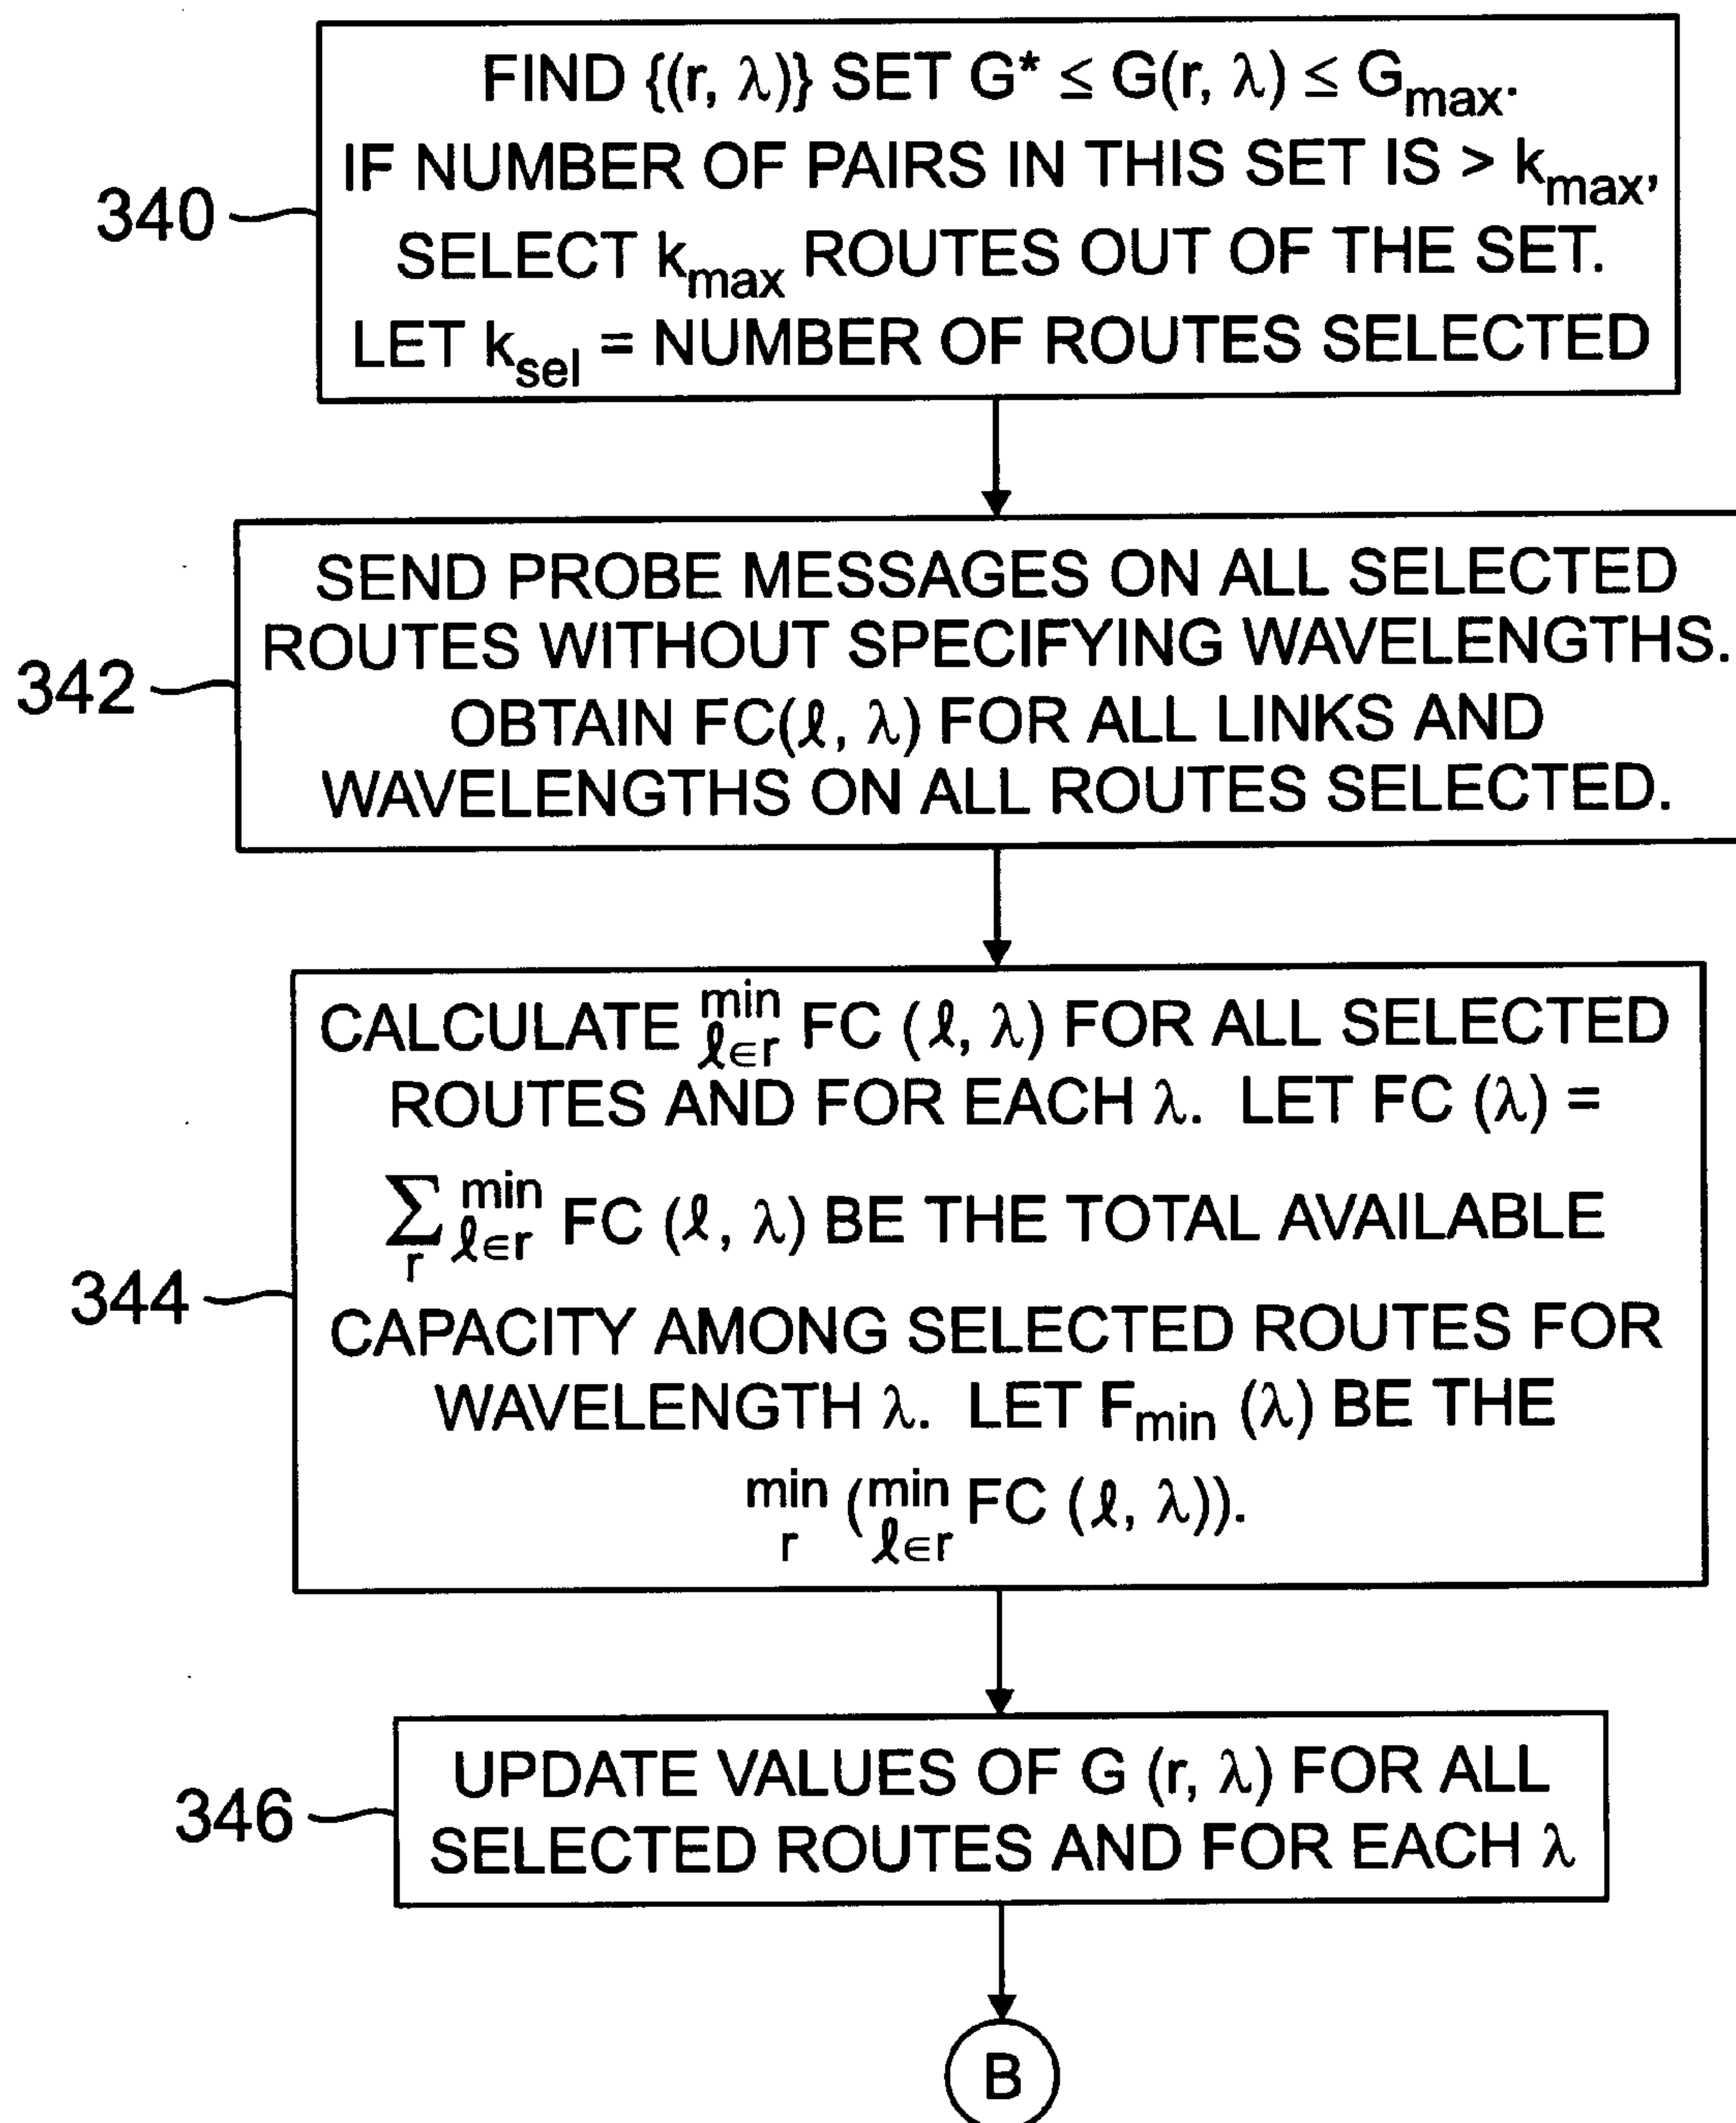 FIND {(r, λ)} SET G* ≤ G(r, λ) ≤ Gmax.
IF NUMBER OF PAIRS IN THIS SET IS > kmax,
340
SELECT kmax ROUTES OUT OF THE SET.
LET ksel = NUMBER OF ROUTES SELECTED
SEND PROBE MESSAGES ON ALL SELECTED
ROUTES WITHOUT SPECIFYING WAVELENGTHS.
342
OBTAIN FC(ℓ, λ) FOR ALL LINKS AND
WAVELENGTHS ON ALL ROUTES SELECTED.
CALCULATE min ℓ∈r FC (ℓ, λ) FOR ALL SELECTED
ROUTES AND FOR EACH λ. LET FC (λ) =
∑ r min ℓ∈r FC (ℓ, λ) BE THE TOTAL AVAILABLE
344
CAPACITY AMONG SELECTED ROUTES FOR
WAVELENGTH λ. LET Fmin (λ) BE THE
min r (min ℓ∈r FC (ℓ, λ)).
UPDATE VALUES OF G (r, λ) FOR ALL
346
SELECTED ROUTES AND FOR EACH λ
B